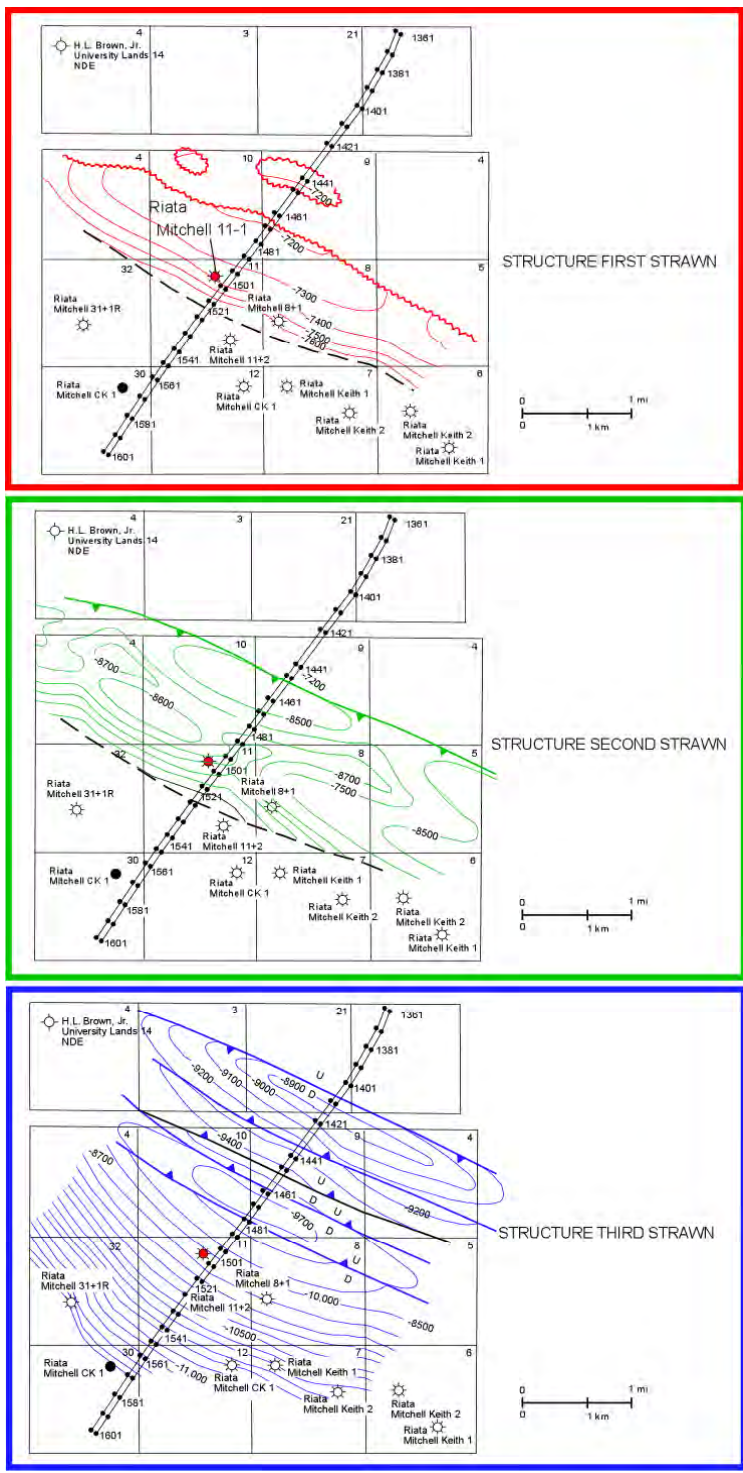 4
3
21
1361
H.L. Brown, Jr.
University Lands 14
NDE
1381
1401
1421
4
10
9
4
1441
-7200
Riata
Mitchell 11-1
1461
-7200
1481
32
11
8
5
STRUCTURE FIRST STRAWN
1501
-7300
Riata
Mitchell 31+1R
1521
Riata
Mitchell 8+1
-7400
-7500
-7600
Riata
Mitchell 11+2
1541
30
12
7
6
Riata
Mitchell CK 1
1561
Riata
Mitchell CK 1
Riata
Mitchell Keith 1
1581
Riata
Mitchell Keith 2
Riata
Mitchell Keith 2
Riata
Mitchell Keith 1
1601
0
1 mi
0
1 km
4
3
21
1361
H.L. Brown, Jr.
University Lands 14
NDE
1381
1401
1421
4
10
9
4
-8700
1441
-7200
-8600
1461
-8500
1481
32
11
8
5
STRUCTURE SECOND STRAWN
1501
-8700
-7500
Riata
Mitchell 31+1R
1521
Riata
Mitchell 8+1
Riata
Mitchell 11+2
-8500
1541
30
12
7
6
Riata
Mitchell CK 1
1561
Riata
Mitchell CK 1
Riata
Mitchell Keith 1
1581
Riata
Mitchell Keith 2
Riata
Mitchell Keith 2
Riata
Mitchell Keith 1
1601
0
1 mi
0
1 km
4
3
21
1361
H.L. Brown, Jr.
University Lands 14
NDE
1381
-9200
-9100
-9000
-8900
U
D
1401
1421
4
10
9
4
-9400
-8700
1441
U
D
1461
U
D
-9700
-9200
1481
32
11
8
5
STRUCTURE THIRD STRAWN
1501
U
D
Riata
Mitchell 31+1R
1521
Riata
Mitchell 8+1
Riata
Mitchell 11+2
-10,000
-8500
1541
-10500
30
12
7
6
Riata
Mitchell CK 1
1561
-11,000
Riata
Mitchell CK 1
Riata
Mitchell Keith 1
1581
Riata
Mitchell Keith 2
Riata
Mitchell Keith 2
Riata
Mitchell Keith 1
1601
0
1 mi
0
1 km